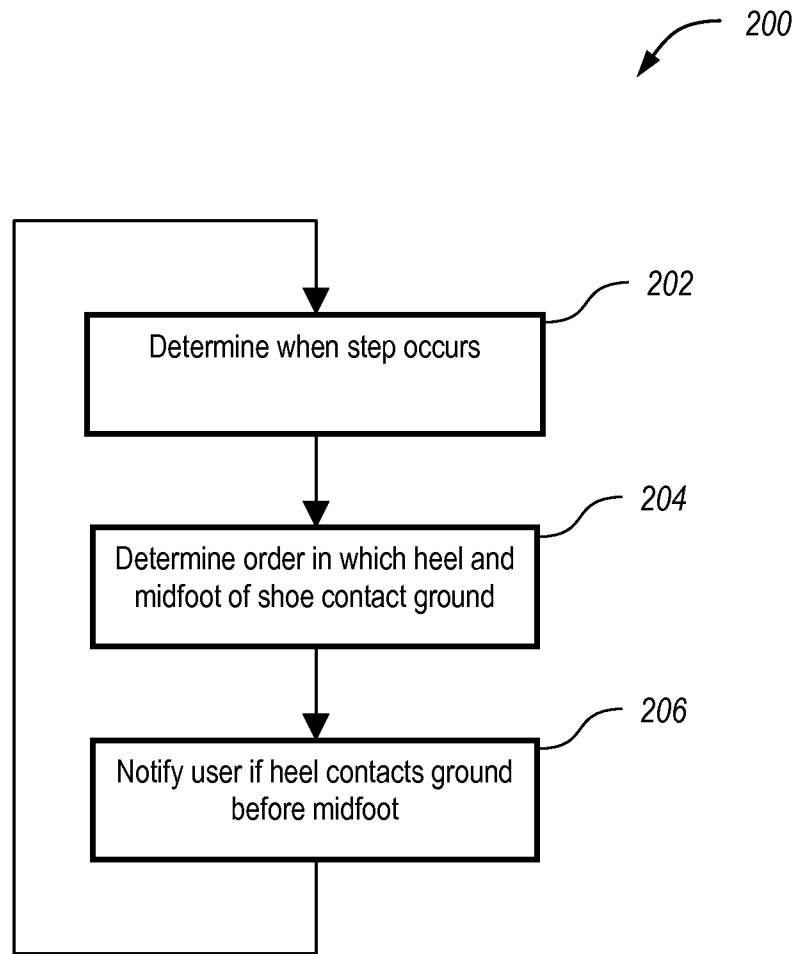 200
202
Determine when step occurs
204
Determine order in which heel and
midfoot of shoe contact ground
206
Notify user if heel contacts ground
before midfoot